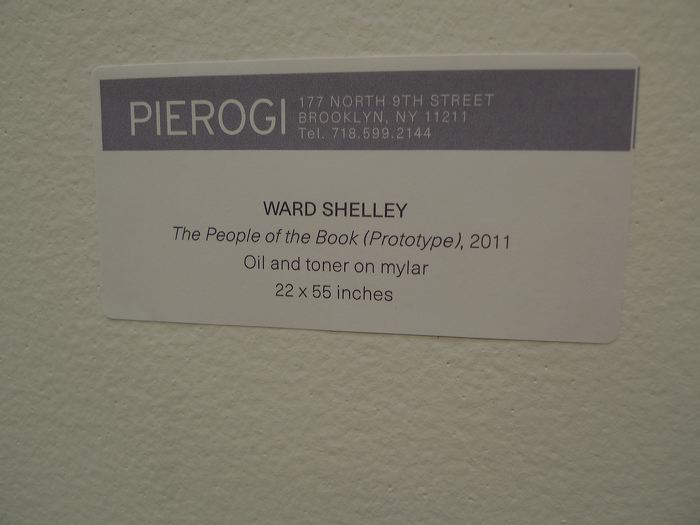 PIEROGI
177 NORTH 9TH STREET
BROOKLYN, NY 11211
Tel. 718.599.2144
WARD SHELLEY
The People of the Book (Prototype), 2011
Oil and toner on mylar
22 x 55 inches